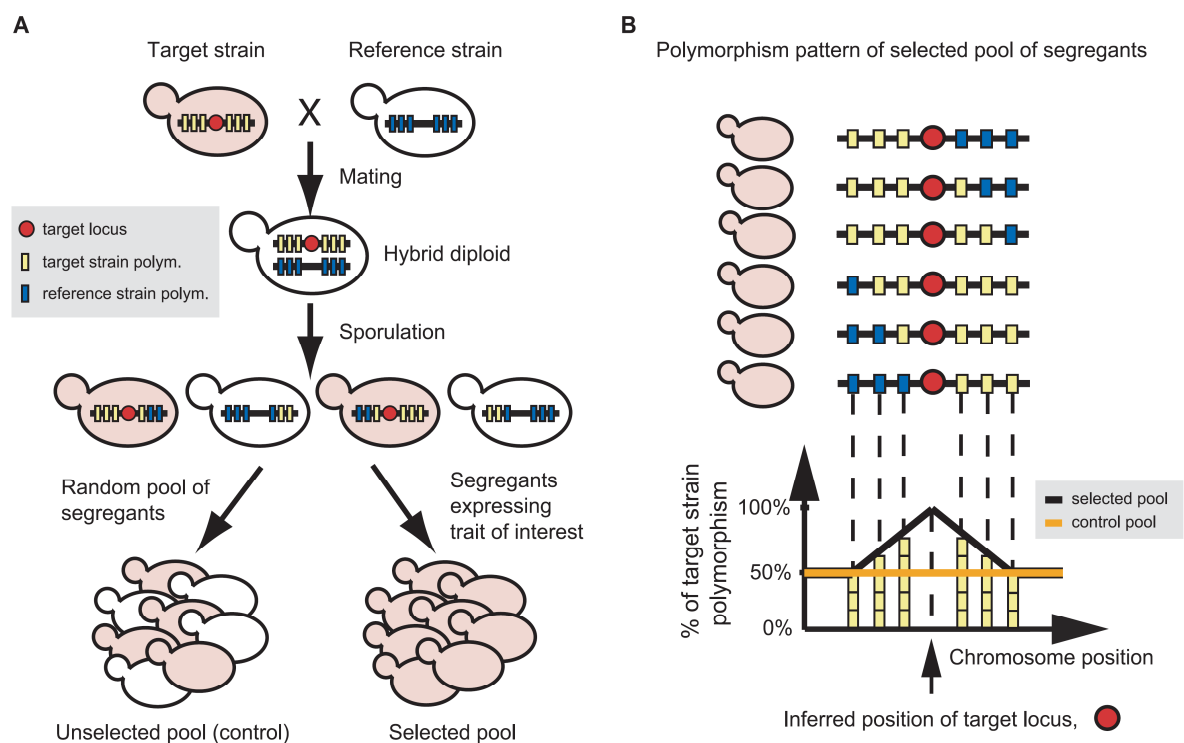 A
Target strain
Reference strain
X
Mating
target locus
target strain polym.
reference strain polym.
Hybrid diploid
Sporulation
Random pool of
segregants
Segregants
expressing
trait of interest
Unselected pool (control)
Selected pool
B
Polymorphism pattern of selected pool of segregants
% of target strain
polymorphism
100%
50%
0%
selected pool
control pool
Chromosome position
Inferred position of target locus,